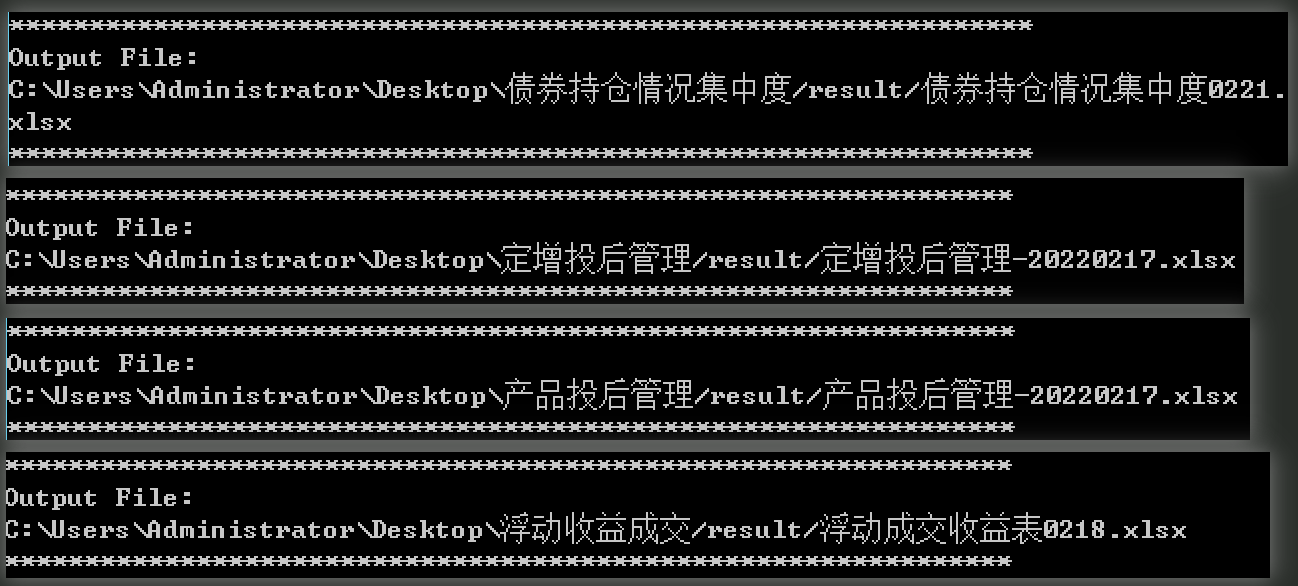 ****************************************************************
Output File:
C:\Users\Administrator\Desktop\债券持仓情况集中度/result/债券持仓情况集中度0221.
xlsx
****************************************************************
***************************************************************
Output File:
C:\Users\Administrator\Desktop\定增投后管理/result/定增投后管理-20220217.xlsx
***************************************************************
***************************************************************
Output File:
C:\Users\Administrator\Desktop\产品投后管理/result/产品投后管理-20220217.xlsx
***************************************************************
***************************************************************
Output File:
C:\Users\Administrator\Desktop\浮动收益成交/result/浮动成交收益表0218.xlsx
***************************************************************